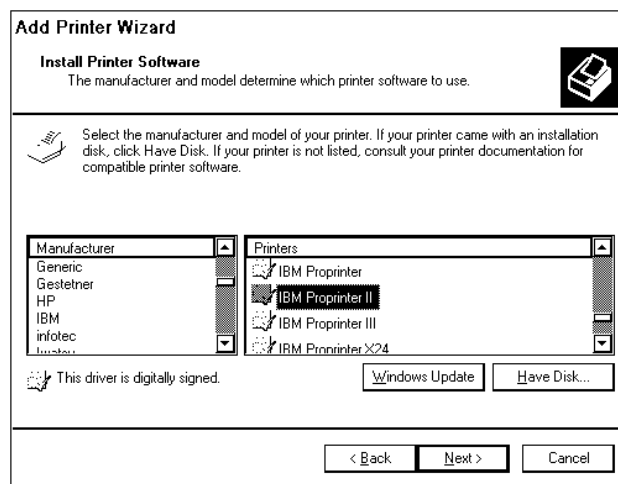 Add Printer Wizard
Install Printer Software
The manufacturer and model determine which printer software to use.
Select the manufacturer and model of your printer. If your printer came with an installation
disk, click Have Disk. If your printer is not listed, consult your printer documentation for
compatible printer software.
Manufacturer
Generic
Gestetner
HP
IBM
infotec
Printers
IBM Proprinter
IBM Proprinter II
IBM Proprinter III
IBM Proprinter X24
This driver is digitally signed.
Windows Update
Have Disk...
< Back
Next >
Cancel